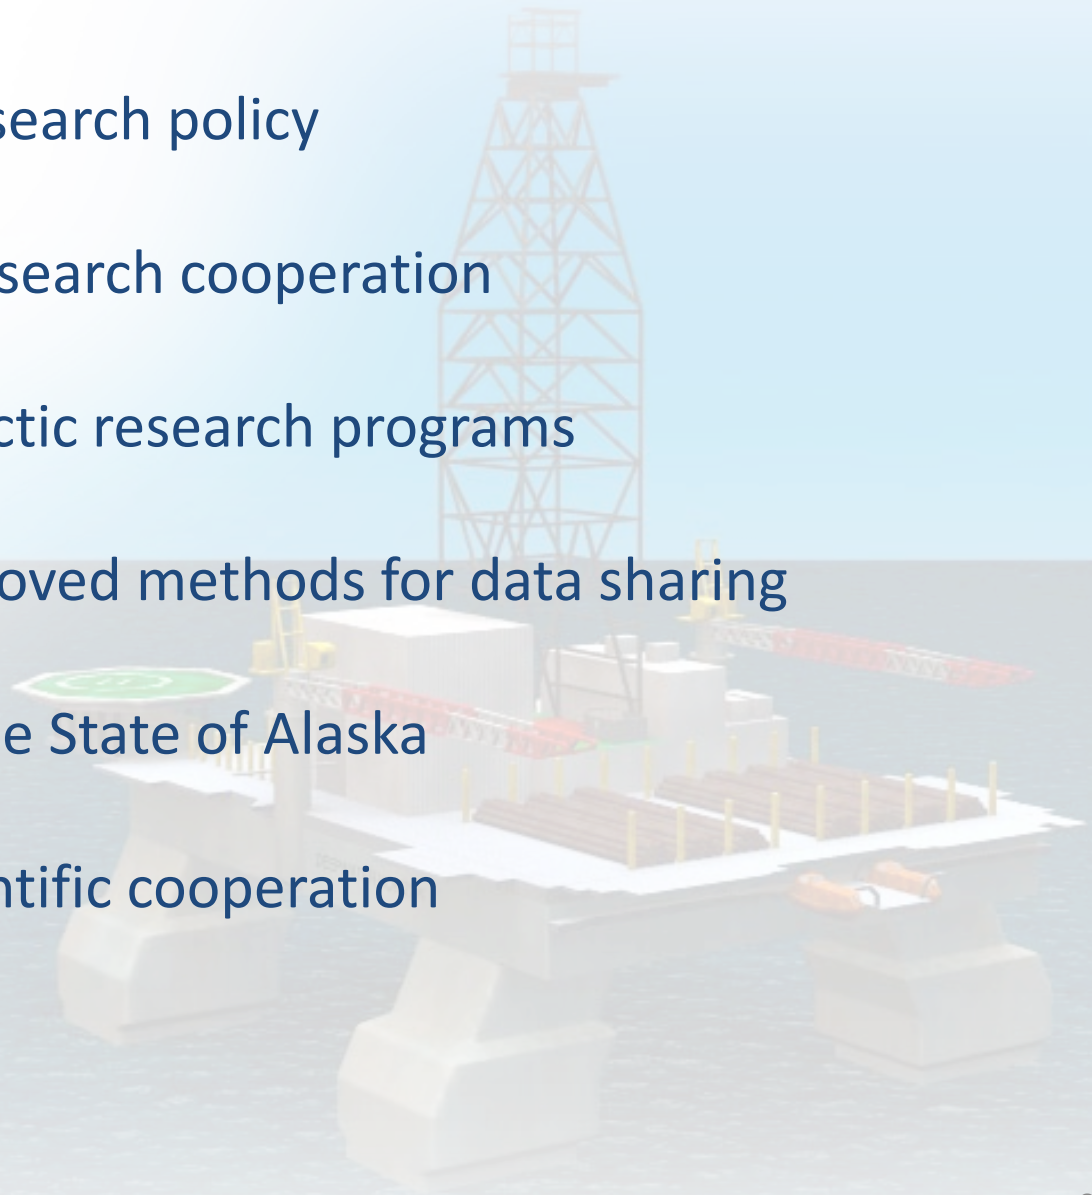 search policy
search cooperation
ctic research programs
oved methods for data sharing
e State of Alaska
ntific cooperation